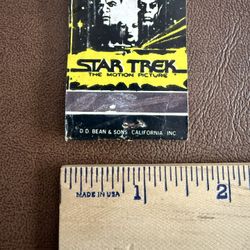 STAR TREK
THE MOTION PICTURE
D.D. BEAN & SONS CALIFORNIA INC
MADE IN USA
1
2